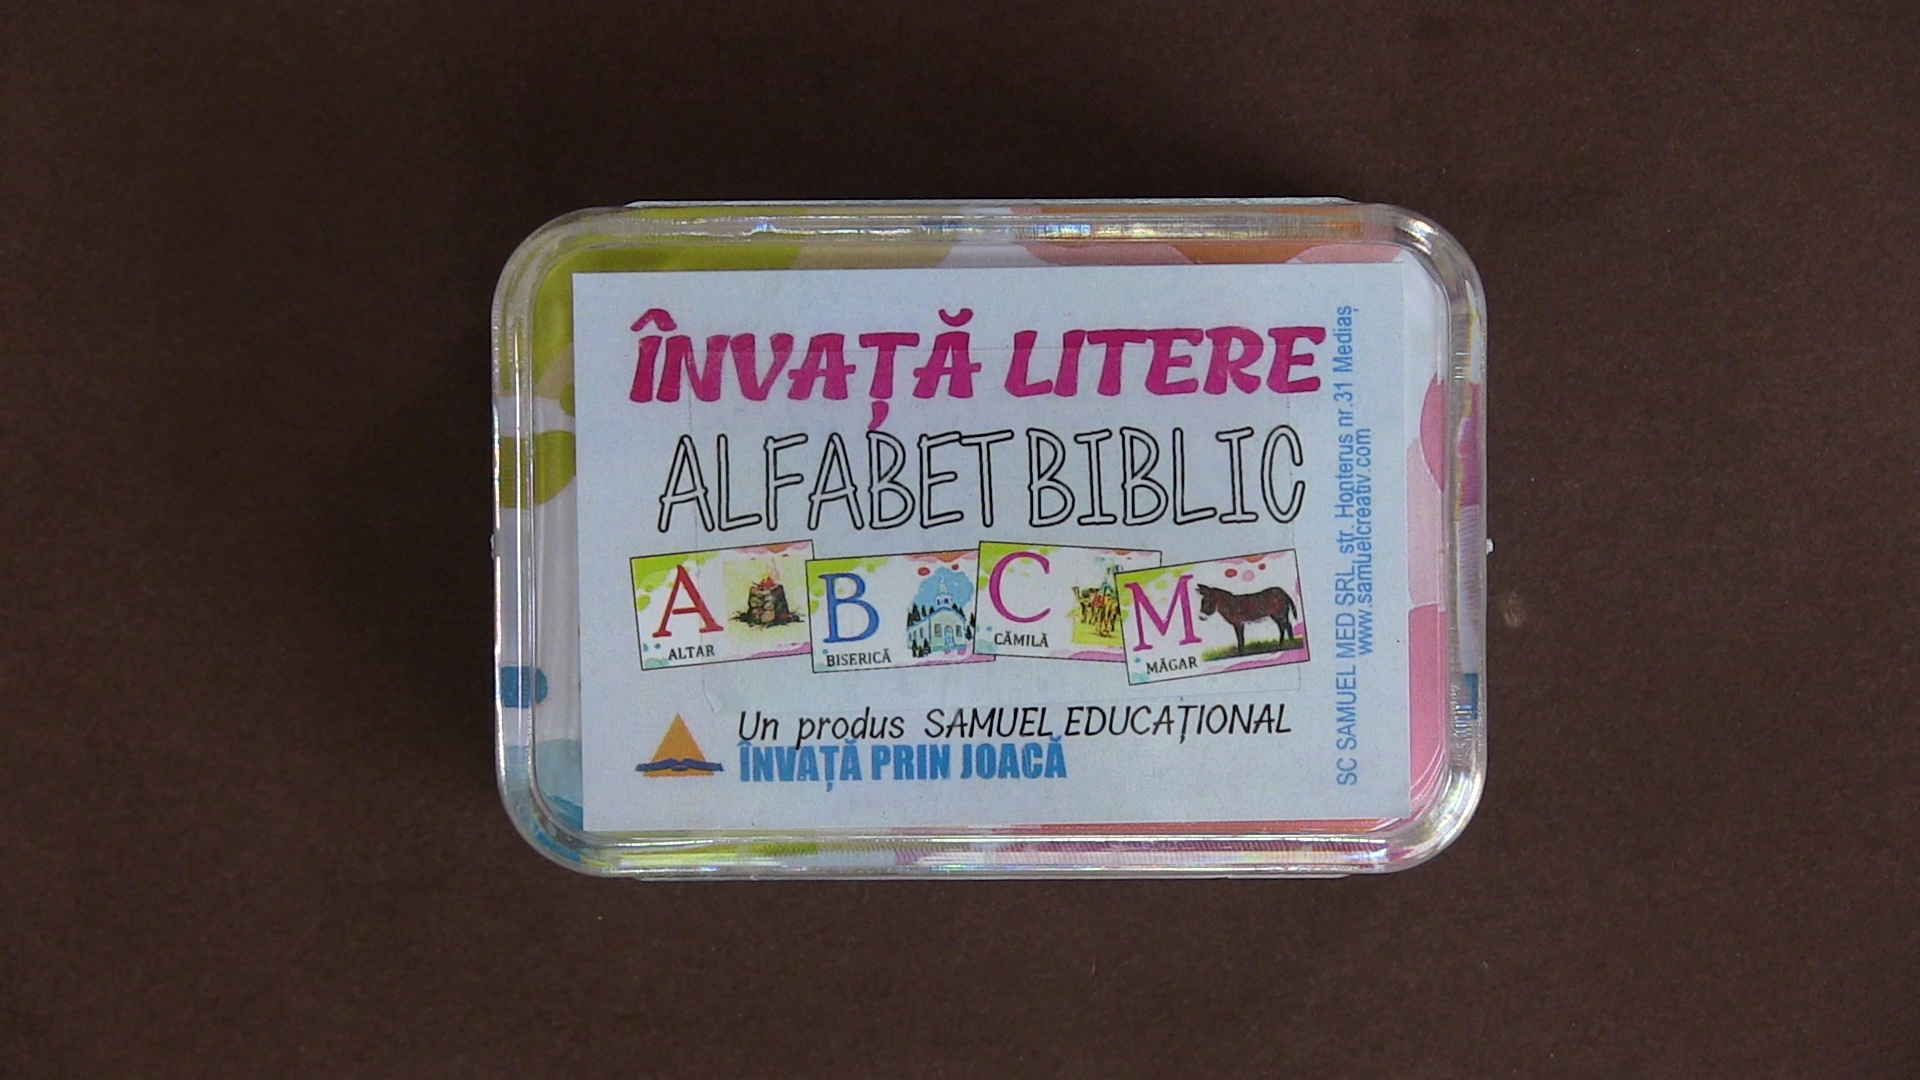 ÎNVAȚĂ LITERE
ALFABET BIBLIC
A
ALTAR
B
BISERICĂ
C
CĂMILĂ
M
MĂGAR
Un produs SAMUEL EDUCAȚIONAL
ÎNVAȚĂ PRIN JOACĂ
SC SAMUEL MED SRL str. Honterus nr.31 Mediaș
www.samuelcreativ.com